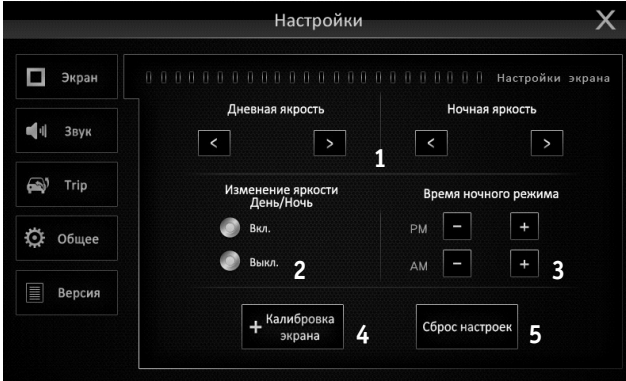 Настройки
X
Экран
Звук
Trip
Общее
Версия
Настройки экрана
Дневная якрость
Ночная яркость
< >
< >
1
Изменение яркости
День/Ночь
Вкл.
Выкл.
2
Время ночного режима
PM - +
AM - +
3
+ Калибровка
экрана
4
Сброс настроек
5